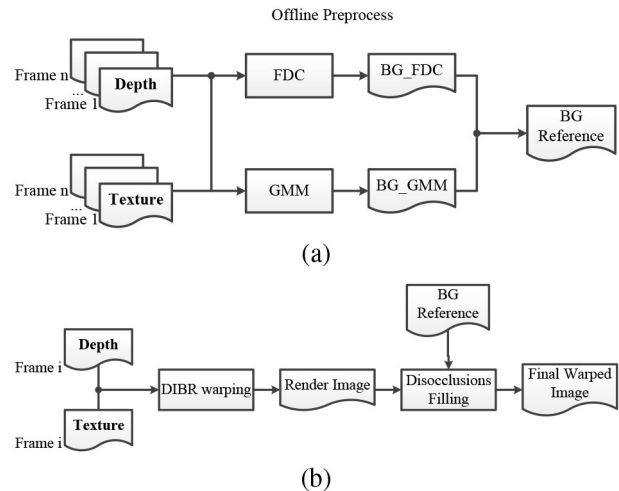 Offline Preprocess
Frame n
...
Frame 1
Depth
FDC
BG_FDC
BG
Reference
Frame n
...
Frame 1
Texture
GMM
BG_GMM
(a)
BG
Reference
Frame i
Depth
DIBR warping
Render Image
Disocclusions
Filling
Final Warped
Image
Frame i
Texture
(b)